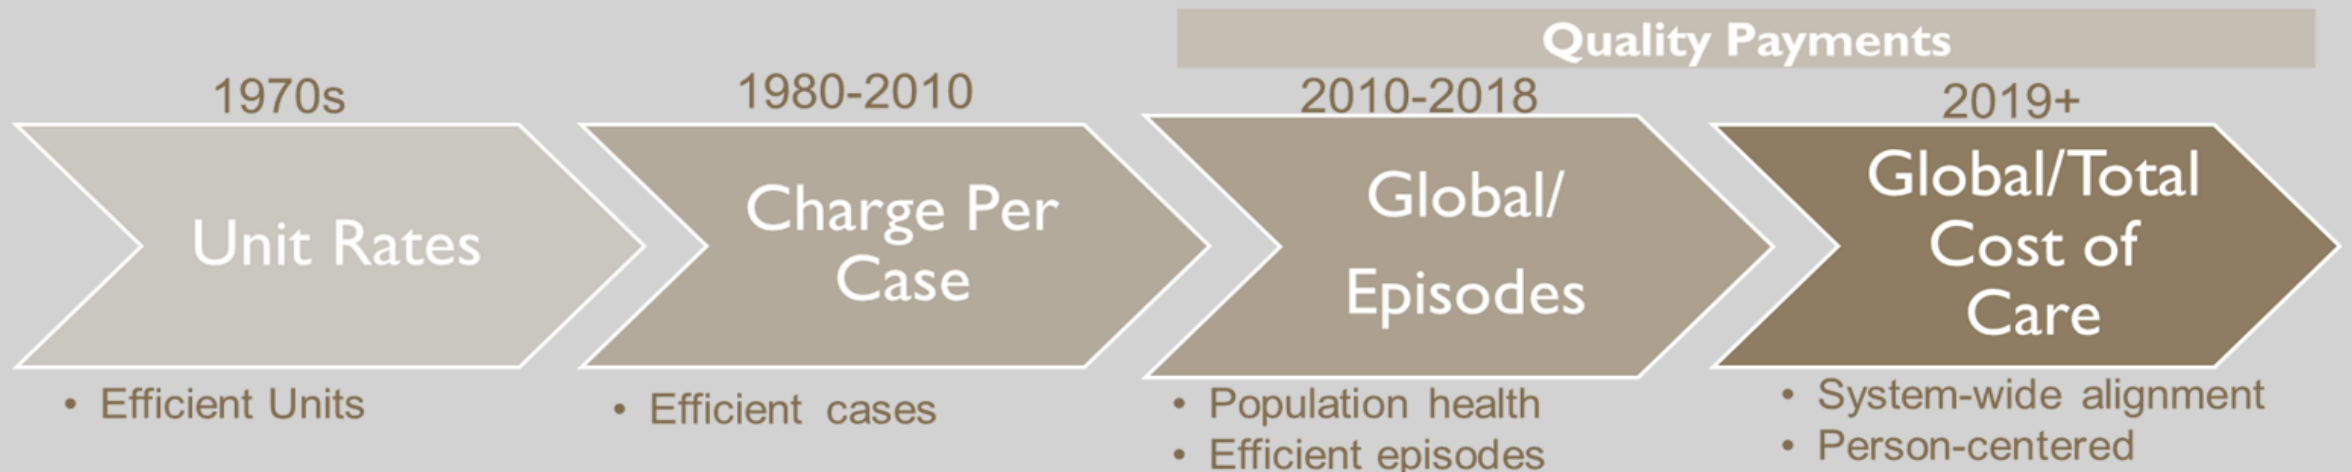 Quality Payments
1970s
1980-2010
2010-2018
2019+
Unit Rates
Charge Per
Case
Global/
Episodes
Global/Total
Cost of
Care
• Efficient Units
• Efficient cases
• Population health
• Efficient episodes
• System-wide alignment
• Person-centered